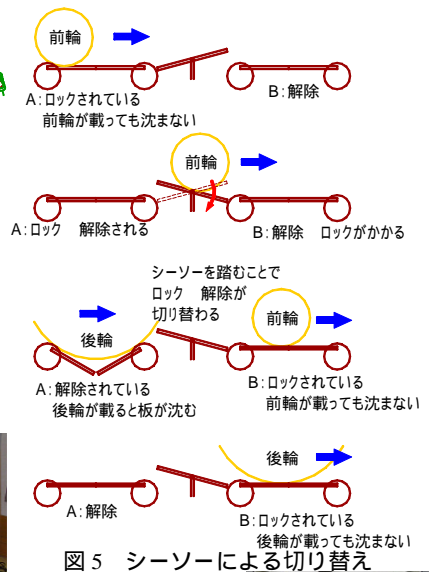 前輪
A:ロックされている
前輪が載っても沈まない
B:解除
前輪
A:ロック　解除される
B:解除　ロックがかかる
シーソーを踏むことで
ロック　解除が
切り替わる
後輪
前輪
A:解除されている
後輪が載ると板が沈む
B:ロックされている
前輪が載っても沈まない
後輪
A:解除
B:ロックされている
後輪が載っても沈まない
図5　シーソーによる切り替え